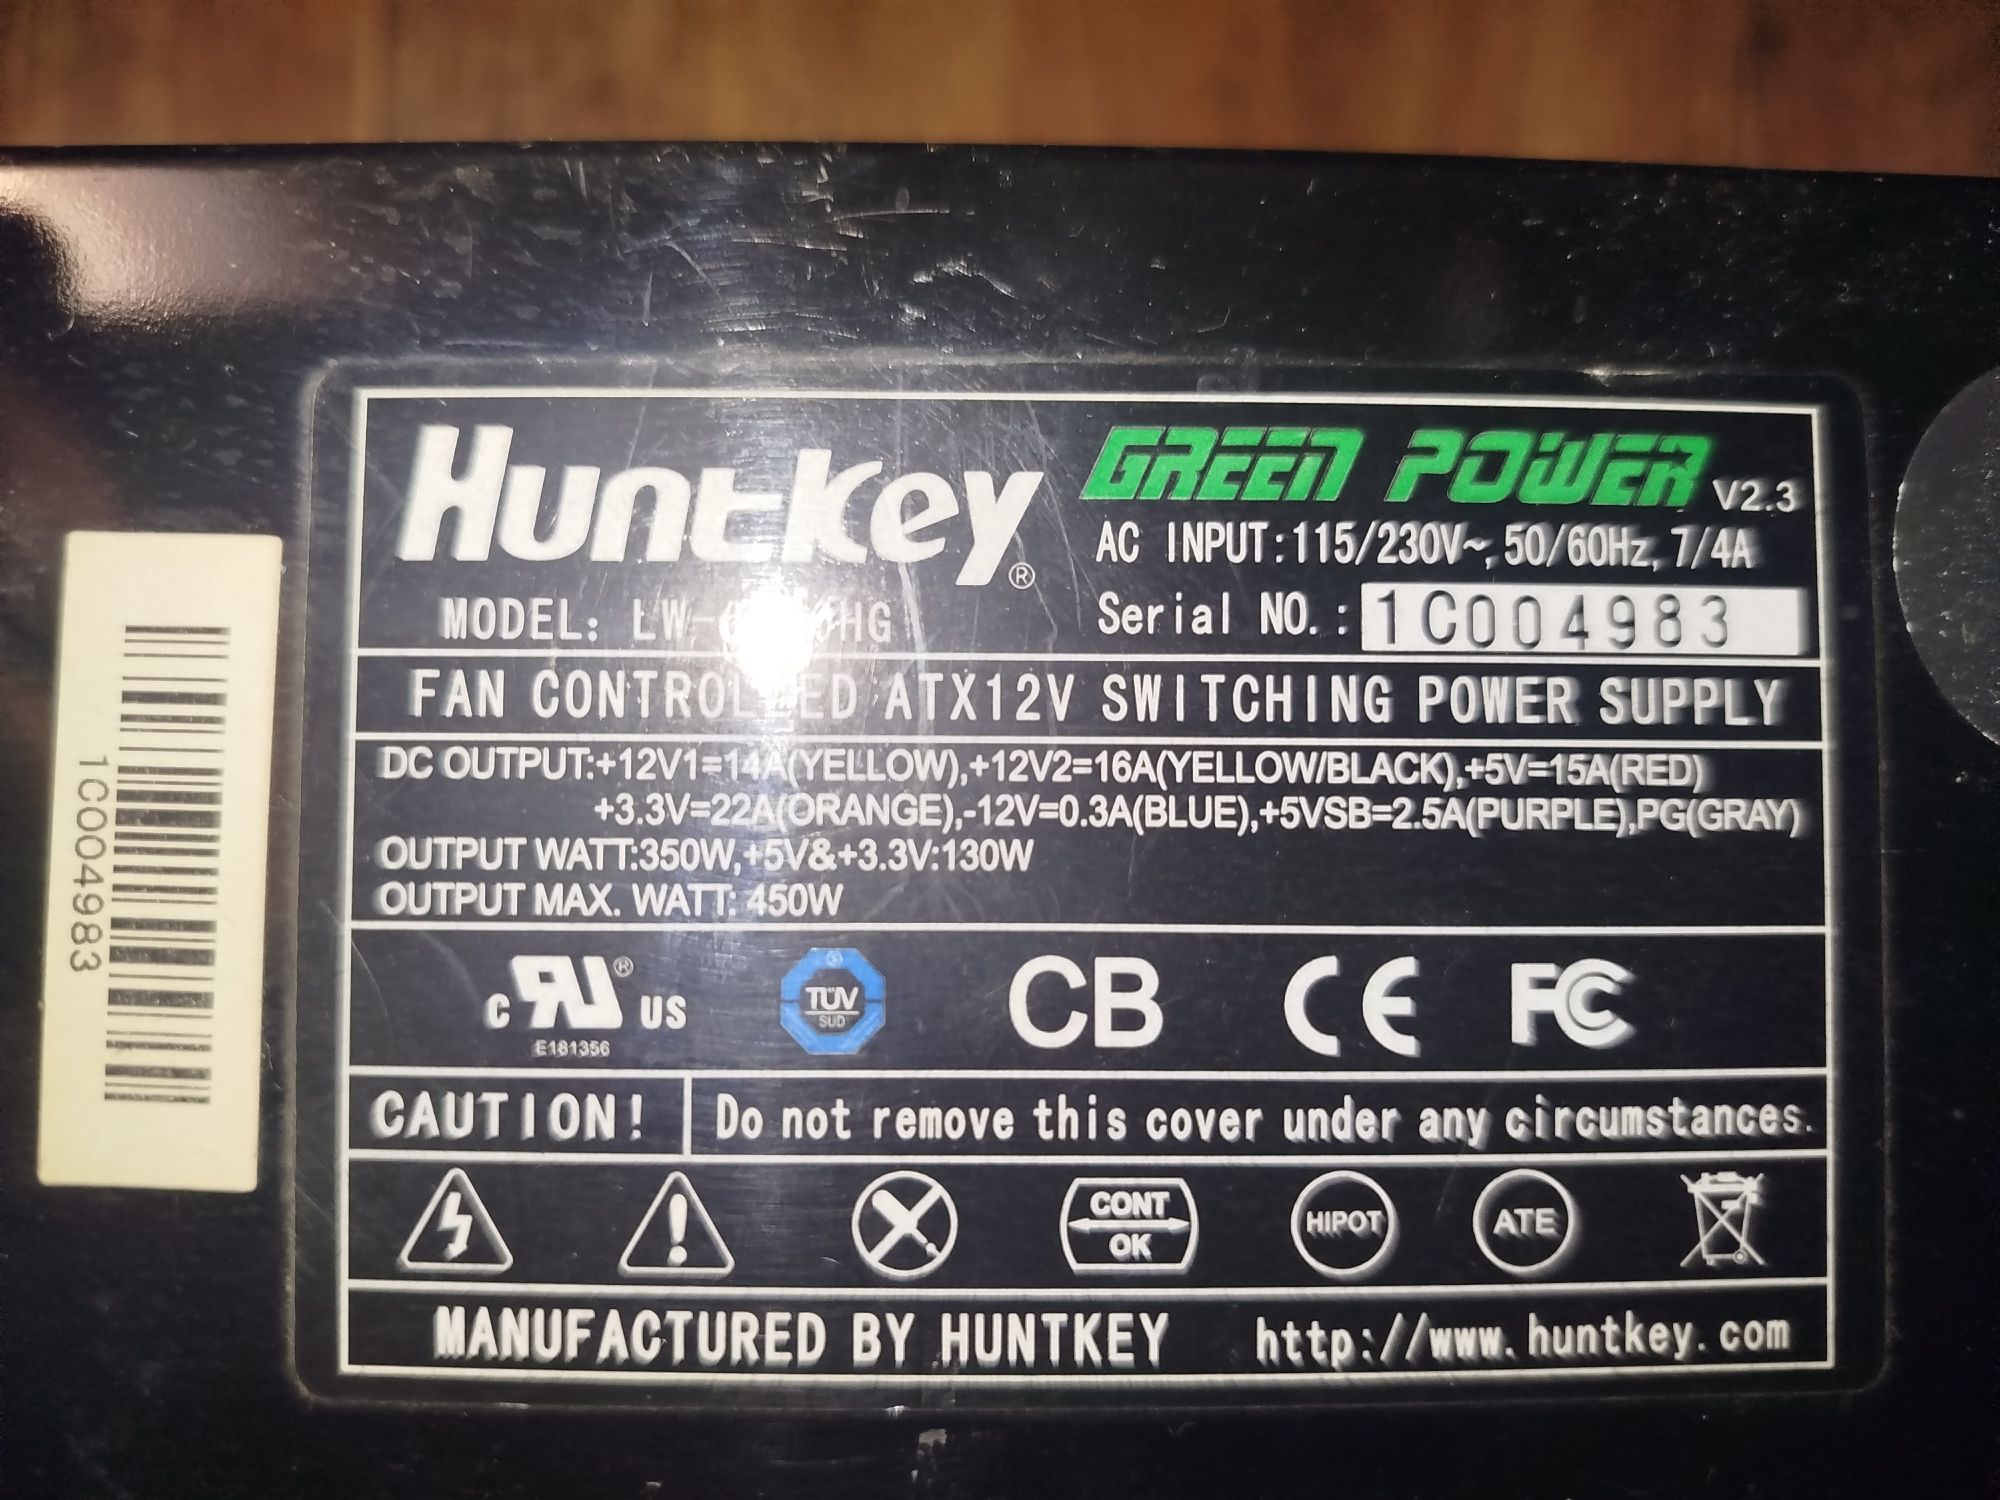 HuntKey®
GREEN POWER V2.3
AC INPUT:115/230V~,50/60Hz,7/4A
MODEL:
Serial NO.: 1C004983
FAN CONTROLLED ATX12V SWITCHING POWER SUPPLY
DC OUTPUT:+12V1=14A(YELLOW),+12V2=16A(YELLOW/BLACK),+5V=15A(RED)
+3.3V=22A(ORANGE),-12V=0.3A(BLUE),+5VSB=2.5A(PURPLE),PG(GRAY)
OUTPUT WATT:350W,+5V&+3.3V:130W
OUTPUT MAX. WATT: 450W
c RU® US
E181356
TÜV
SÜD
CB
CE
FC
CAUTION! Do not remove this cover under any circumstances.
CONT
OK
HIPOT
ATE
MANUFACTURED BY HUNTKEY http://www.huntkey.com
1C004983